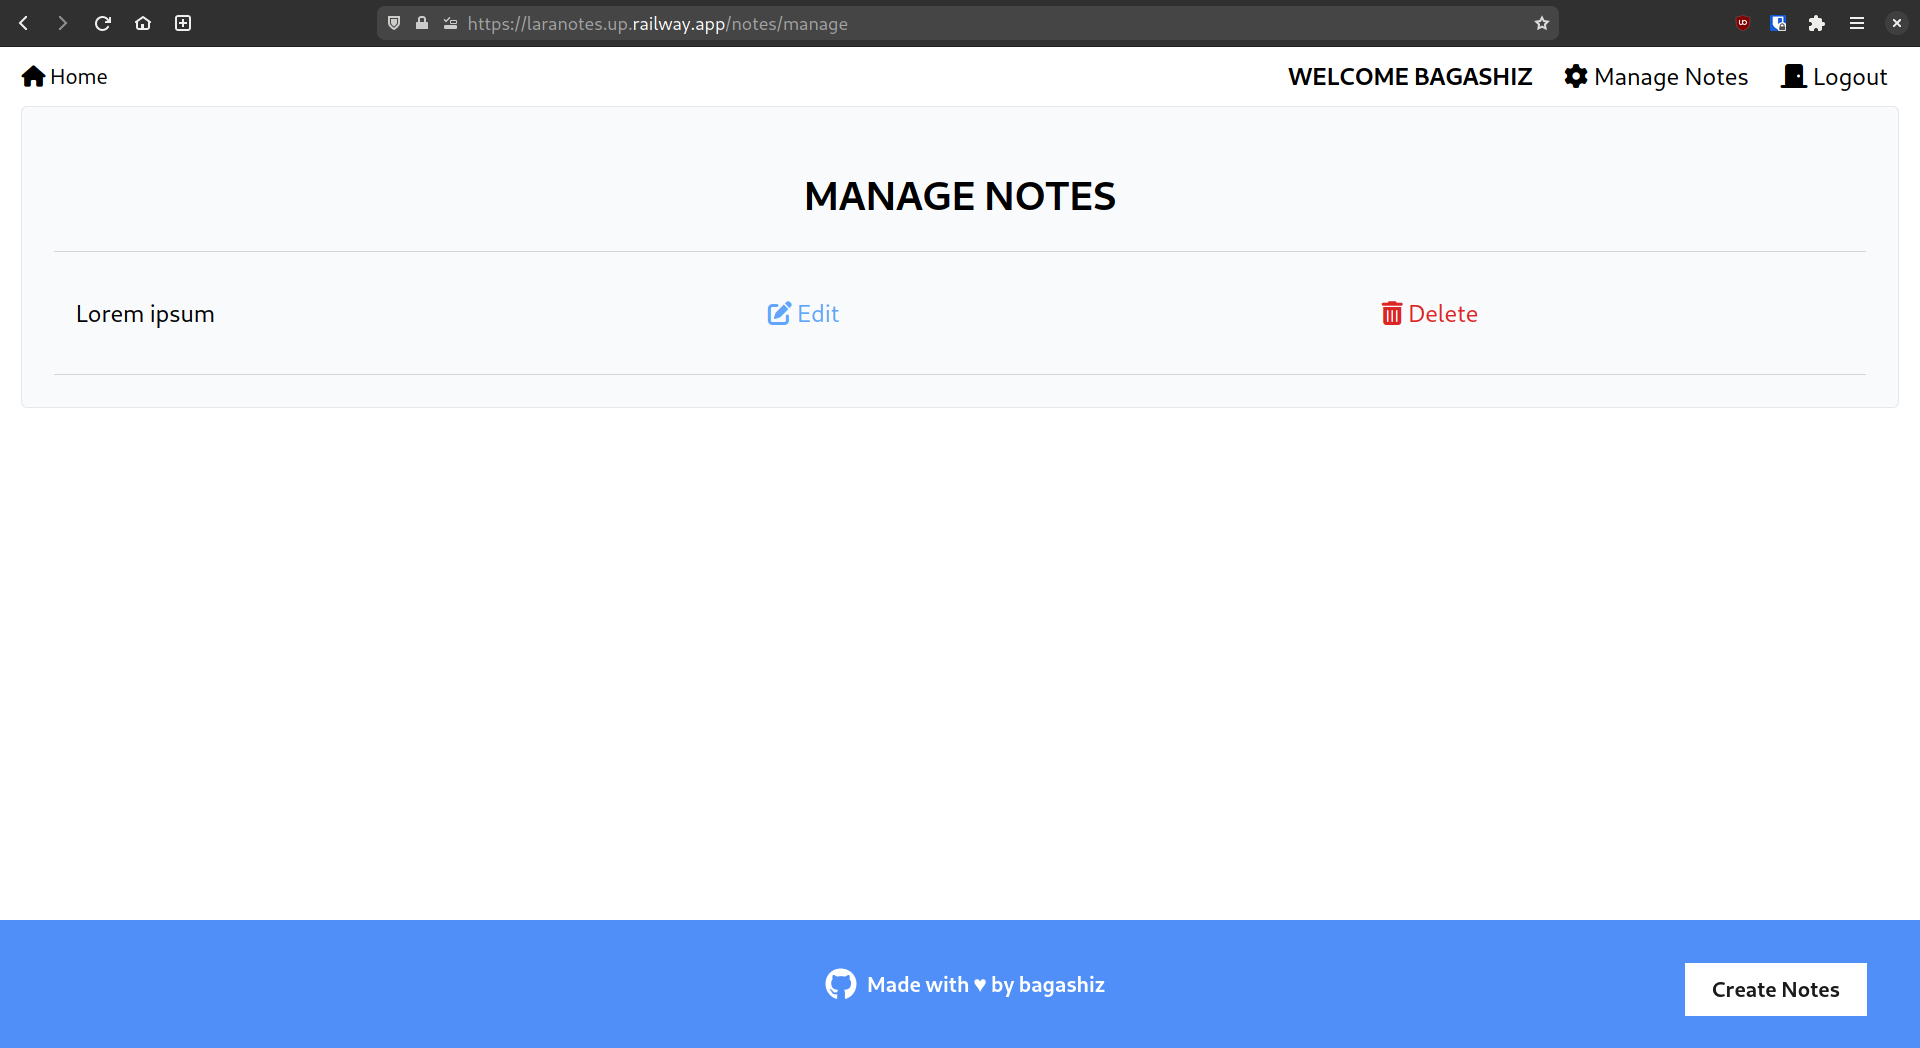 https://laranotes.up.railway.app/notes/manage
Home
WELCOME BAGASHIZ
Manage Notes
Logout
MANAGE NOTES
Lorem ipsum
Edit
Delete
Made with ♥ by bagashiz
Create Notes